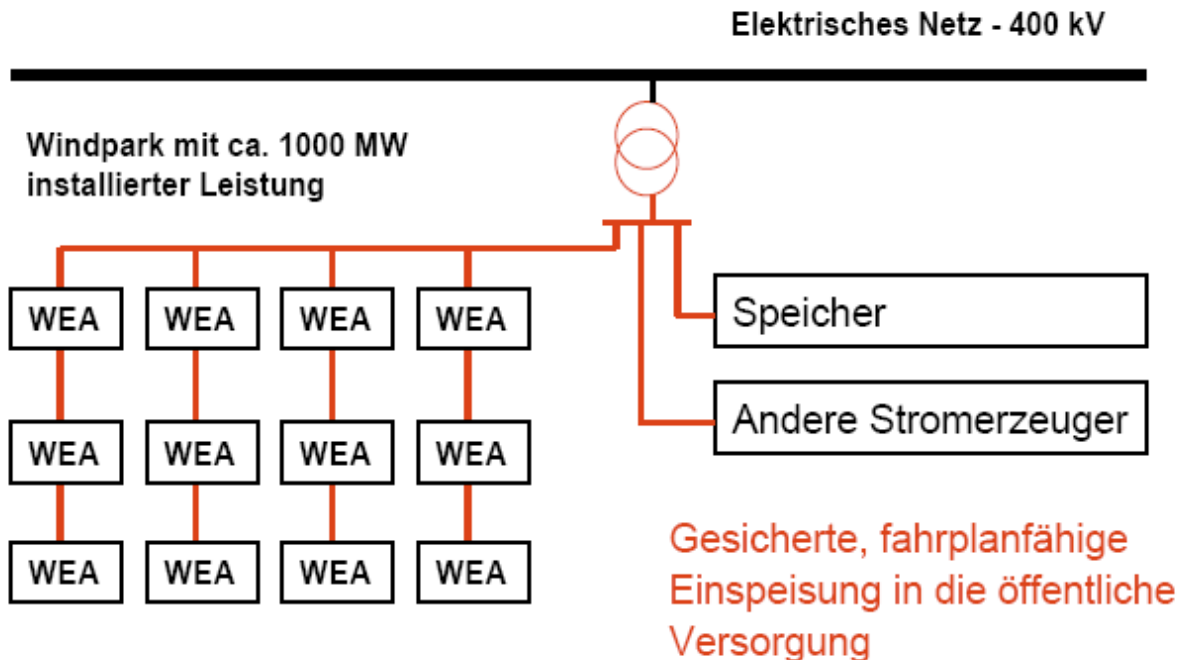 Elektrisches Netz - 400 kV
Windpark mit ca. 1000 MW
installierter Leistung
WEA WEA WEA WEA
Speicher
Andere Stromerzeuger
WEA WEA WEA WEA
WEA WEA WEA WEA
Gesicherte, fahrplanfähige
Einspeisung in die öffentliche
Versorgung